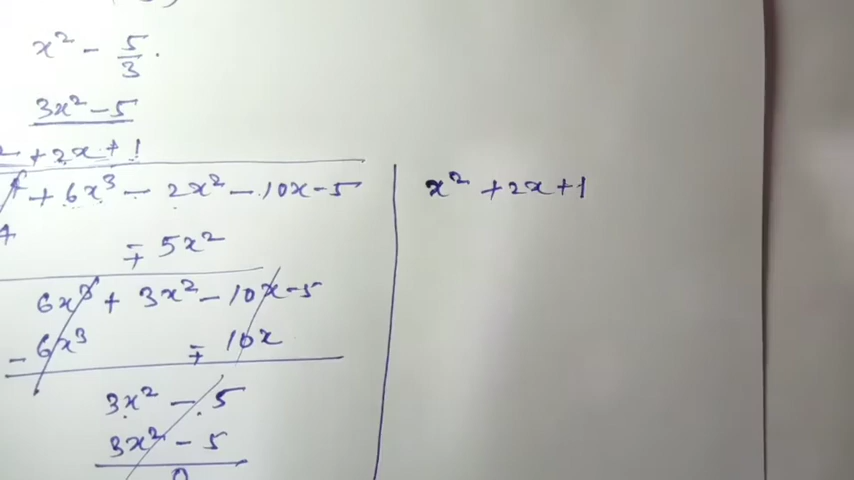 x² - 5/3.
3x² - 5
+ 2x + 1
+ 6x³ - 2x² - 10x - 5
x² + 2x + 1
4
∓ 5x²
6x³ + 3x² - 10x - 5
- 6x³ ∓ 10x
3x² - 5
3x² - 5
0